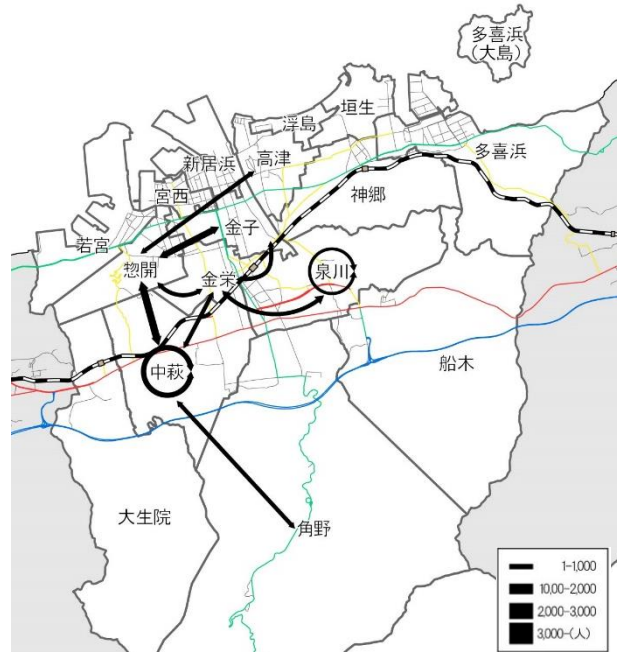 多喜浜
(大島)
垣生
浮島
多喜浜
新居浜
高津
宮西
神郷
金子
若宮
惣開
金栄
泉川
中萩
船木
大生院
角野
1-1,000
10,00-2,000
2,000-3,000
3,000-(人)